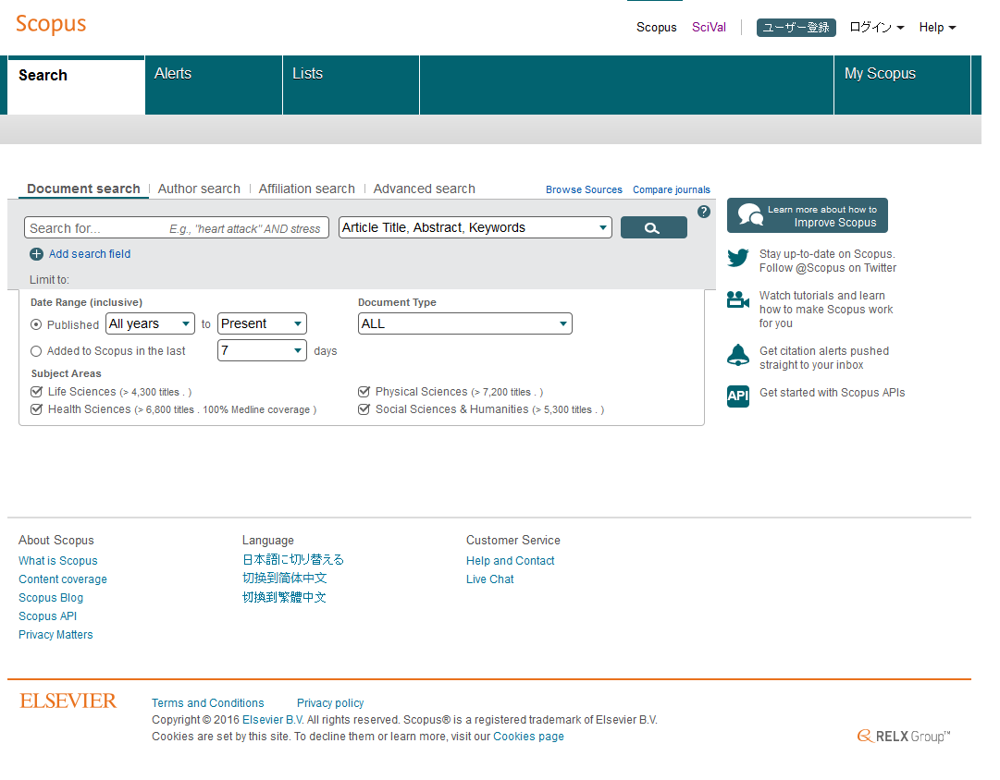 Scopus
Scopus SciVal ユーザー登録 ログイン Help
Search Alerts Lists My Scopus
Document search Author search Affiliation search Advanced search Browse Sources Compare journals
Search for... E.g., "heart attack" AND stress Article Title, Abstract, Keywords
?
Add search field
Limit to:
Date Range (inclusive)
Published All years to Present
Added to Scopus in the last 7 days
Document Type
ALL
Subject Areas
Life Sciences (> 4,300 titles . )
Physical Sciences (> 7,200 titles . )
Health Sciences (> 6,800 titles . 100% Medline coverage )
Social Sciences & Humanities (> 5,300 titles . )
Learn more about how to
Improve Scopus
Stay up-to-date on Scopus.
Follow @Scopus on Twitter
Watch tutorials and learn
how to make Scopus work
for you
Get citation alerts pushed
straight to your inbox
API Get started with Scopus APIs
About Scopus
What is Scopus
Content coverage
Scopus Blog
Scopus API
Privacy Matters
Language
日本語に切り替える
切换到简体中文
切換到繁體中文
Customer Service
Help and Contact
Live Chat
ELSEVIER
Terms and Conditions Privacy policy
Copyright © 2016 Elsevier B.V. All rights reserved. Scopus® is a registered trademark of Elsevier B.V.
Cookies are set by this site. To decline them or learn more, visit our Cookies page
RELX Group™